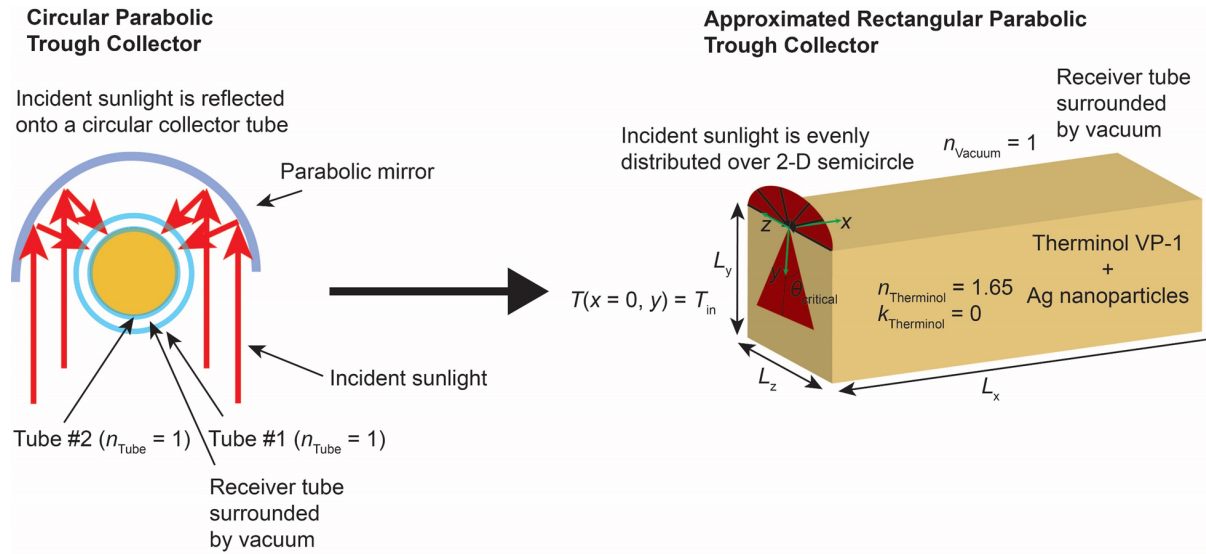 Circular Parabolic
Trough Collector
Incident sunlight is reflected
onto a circular collector tube
Parabolic mirror
Incident sunlight
Tube #2 (nTube = 1)
Tube #1 (nTube = 1)
Receiver tube
surrounded
by vacuum
Approximated Rectangular Parabolic
Trough Collector
Receiver tube
surrounded
by vacuum
Incident sunlight is evenly
distributed over 2-D semicircle
nVacuum = 1
z
x
y
θcritical
Ly
T(x = 0, y) = Tin
nTherminol = 1.65
kTherminol = 0
Therminol VP-1
+
Ag nanoparticles
Lz
Lx